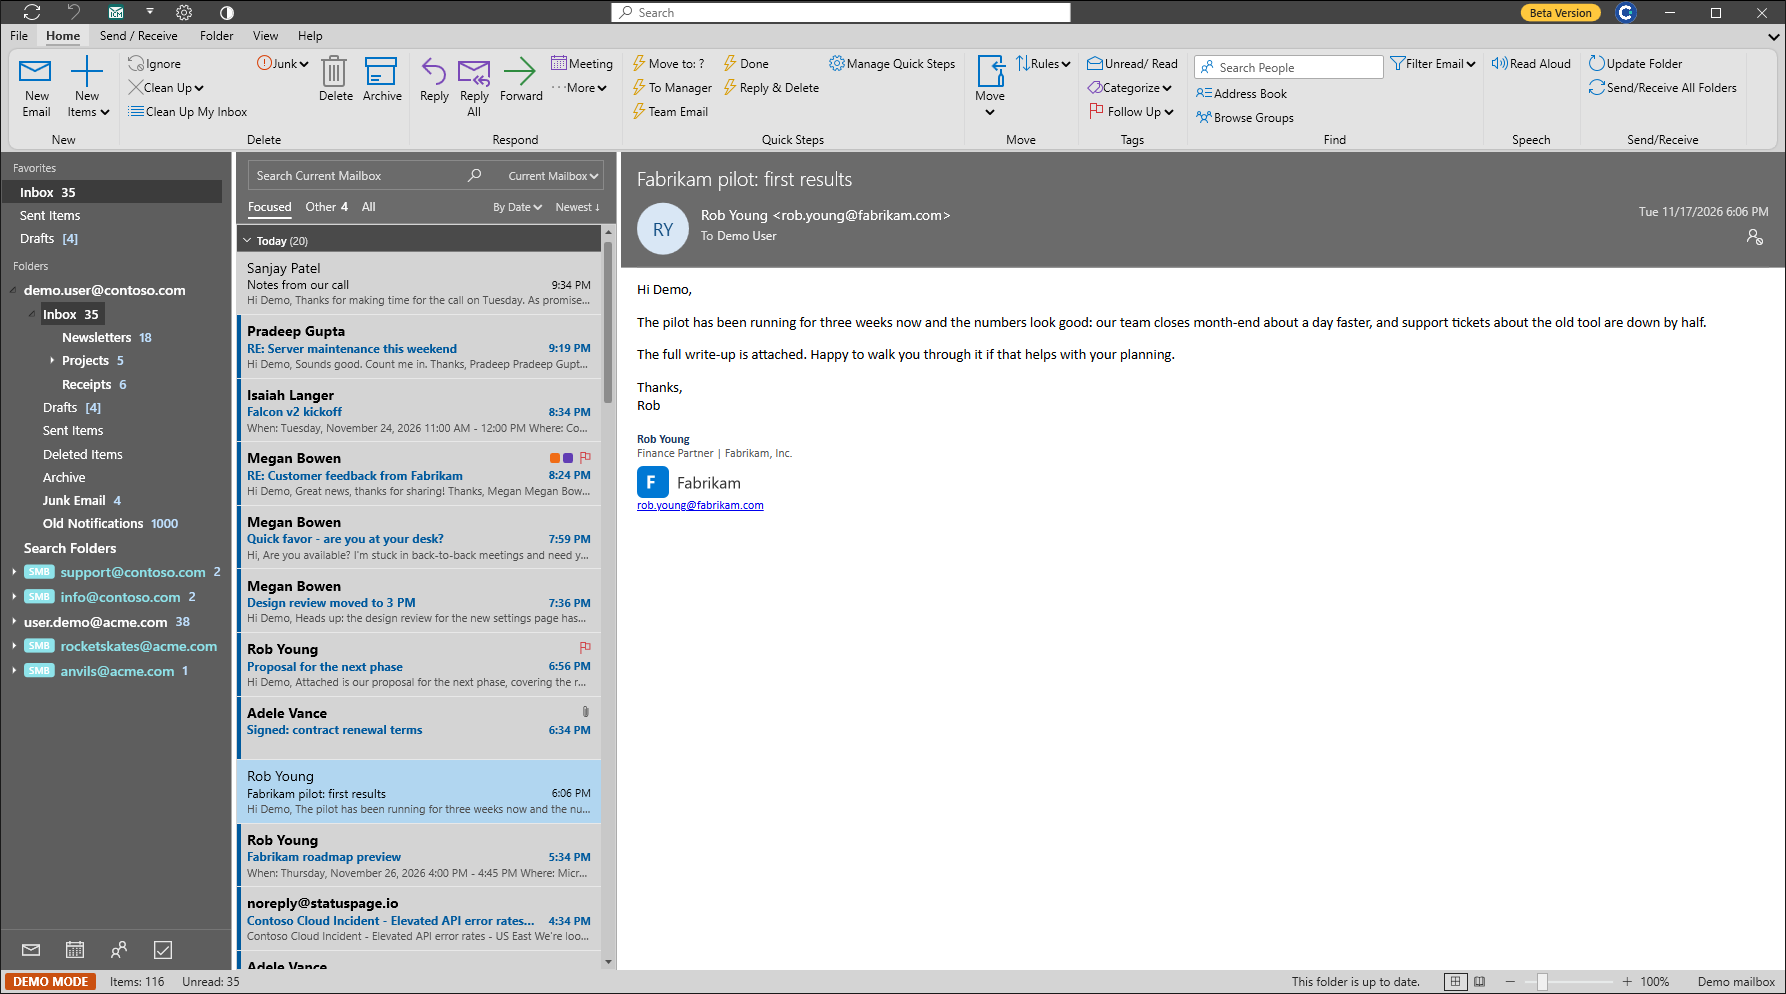 Search
Beta Version
File Home Send / Receive Folder View Help
New Email
New Items
Ignore
Clean Up
Clean Up My Inbox
Junk
Delete
Archive
Reply
Reply All
Forward
Meeting
More
Move to: ?
To Manager
Team Email
Done
Reply & Delete
Manage Quick Steps
Move
Rules
Unread/ Read
Categorize
Follow Up
Search People
Address Book
Browse Groups
Filter Email
Read Aloud
Update Folder
Send/Receive All Folders
New Delete Respond Quick Steps Move Tags Find Speech Send/Receive
Favorites
Inbox 35
Sent Items
Drafts [4]
Folders
demo.user@contoso.com
Inbox 35
Newsletters 18
Projects 5
Receipts 6
Drafts [4]
Sent Items
Deleted Items
Archive
Junk Email 4
Old Notifications 1000
Search Folders
SMB support@contoso.com 2
SMB info@contoso.com 2
user.demo@acme.com 38
SMB rocketskates@acme.com
SMB anvils@acme.com 1
Search Current Mailbox Current Mailbox
Focused Other 4 All By Date Newest ↓
Today (20)
Sanjay Patel
Notes from our call 9:34 PM
Hi Demo, Thanks for making time for the call on Tuesday. As promise...
Pradeep Gupta
RE: Server maintenance this weekend 9:19 PM
Hi Demo, Sounds good. Count me in. Thanks, Pradeep Pradeep Gupt...
Isaiah Langer
Falcon v2 kickoff 8:34 PM
When: Tuesday, November 24, 2026 11:00 AM - 12:00 PM Where: Co...
Megan Bowen
RE: Customer feedback from Fabrikam 8:24 PM
Hi Demo, Great news, thanks for sharing! Thanks, Megan Megan Bow...
Megan Bowen
Quick favor - are you at your desk? 7:59 PM
Hi, Are you available? I'm stuck in back-to-back meetings and need y...
Megan Bowen
Design review moved to 3 PM 7:36 PM
Hi Demo, Heads up: the design review for the new settings page has...
Rob Young
Proposal for the next phase 6:56 PM
Hi Demo, Attached is our proposal for the next phase, covering the r...
Adele Vance
Signed: contract renewal terms 6:34 PM
Rob Young
Fabrikam pilot: first results 6:06 PM
Hi Demo, The pilot has been running for three weeks now and the nu...
Rob Young
Fabrikam roadmap preview 5:34 PM
When: Thursday, November 26, 2026 4:00 PM - 4:45 PM Where: Micr...
noreply@statuspage.io
Contoso Cloud Incident - Elevated API error rates... 4:34 PM
Contoso Cloud Incident - Elevated API error rates - US East We're loo...
Adele Vance
Fabrikam pilot: first results
RY
Rob Young <rob.young@fabrikam.com>
To Demo User
Tue 11/17/2026 6:06 PM
Hi Demo,
The pilot has been running for three weeks now and the numbers look good: our team closes month-end about a day faster, and support tickets about the old tool are down by half.
The full write-up is attached. Happy to walk you through it if that helps with your planning.
Thanks,
Rob
Rob Young
Finance Partner | Fabrikam, Inc.
F Fabrikam
rob.young@fabrikam.com
DEMO MODE Items: 116 Unread: 35 This folder is up to date. 100% Demo mailbox